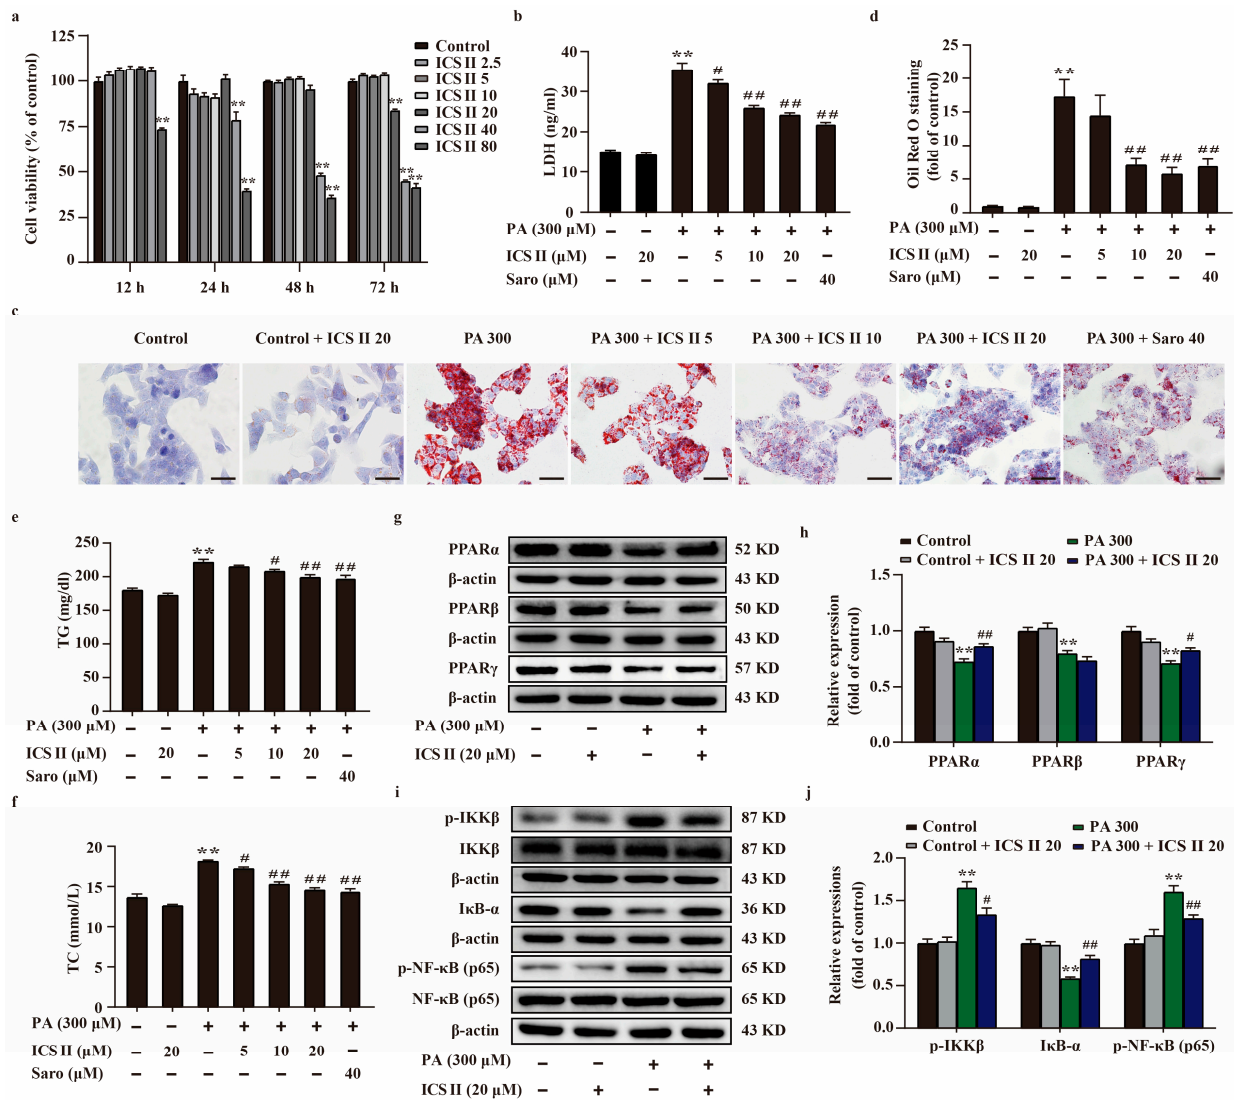 a
Cell viability (% of control)
125
100
75
50
25
0
**
**
**
**
**
**
**
**
12 h
24 h
48 h
72 h
Control
ICS II 2.5
ICS II 5
ICS II 10
ICS II 20
ICS II 40
ICS II 80
b
LDH (ng/ml)
40
30
20
10
0
**
#
##
##
##
PA (300 μM) – – + + + + +
ICS II (μM) – 20 – 5 10 20 –
Saro (μM) – – – – – – 40
d
Oil Red O staining
(fold of control)
25
20
15
10
5
0
**
##
##
##
PA (300 μM) – – + + + + +
ICS II (μM) – 20 – 5 10 20 –
Saro (μM) – – – – – – 40
c
Control
Control + ICS II 20
PA 300
PA 300 + ICS II 5
PA 300 + ICS II 10
PA 300 + ICS II 20
PA 300 + Saro 40
e
TG (mg/dl)
250
200
150
100
50
0
**
#
##
##
PA (300 μM) – – + + + + +
ICS II (μM) – 20 – 5 10 20 –
Saro (μM) – – – – – – 40
g
PPARα 52 KD
β-actin 43 KD
PPARβ 50 KD
β-actin 43 KD
PPARγ 57 KD
β-actin 43 KD
PA (300 μM) – – + +
ICS II (20 μM) – + – +
h
Control
PA 300
Control + ICS II 20
PA 300 + ICS II 20
Relative expression
(fold of control)
1.5
1.0
0.5
0.0
**
##
**
**
#
PPARα
PPARβ
PPARγ
f
TC (mmol/L)
20
15
10
5
0
**
#
##
##
##
PA (300 μM) – – + + + + +
ICS II (μM) – 20 – 5 10 20 –
Saro (μM) – – – – – – 40
i
p-IKKβ 87 KD
IKKβ 87 KD
β-actin 43 KD
IκB-α 36 KD
β-actin 43 KD
p-NF-κB (p65) 65 KD
NF-κB (p65) 65 KD
β-actin 43 KD
PA (300 μM) – – + +
ICS II (20 μM) – + – +
j
Control
PA 300
Control + ICS II 20
PA 300 + ICS II 20
Relative expressions
(fold of control)
2.0
1.5
1.0
0.5
0.0
**
#
**
##
**
##
p-IKKβ
IκB-α
p-NF-κB (p65)